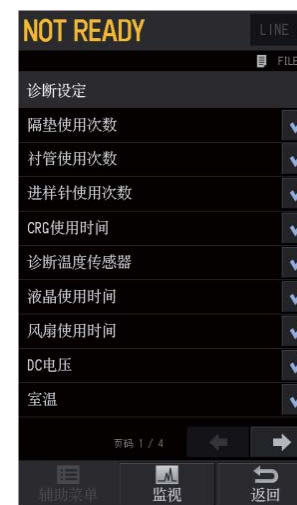 NOT READY
LINE
FILE
诊断设定
隔垫使用次数
衬管使用次数
进样针使用次数
CRG使用时间
诊断温度传感器
液晶使用时间
风扇使用时间
DC电压
室温
页码 1 / 4
辅助菜单
监视
返回